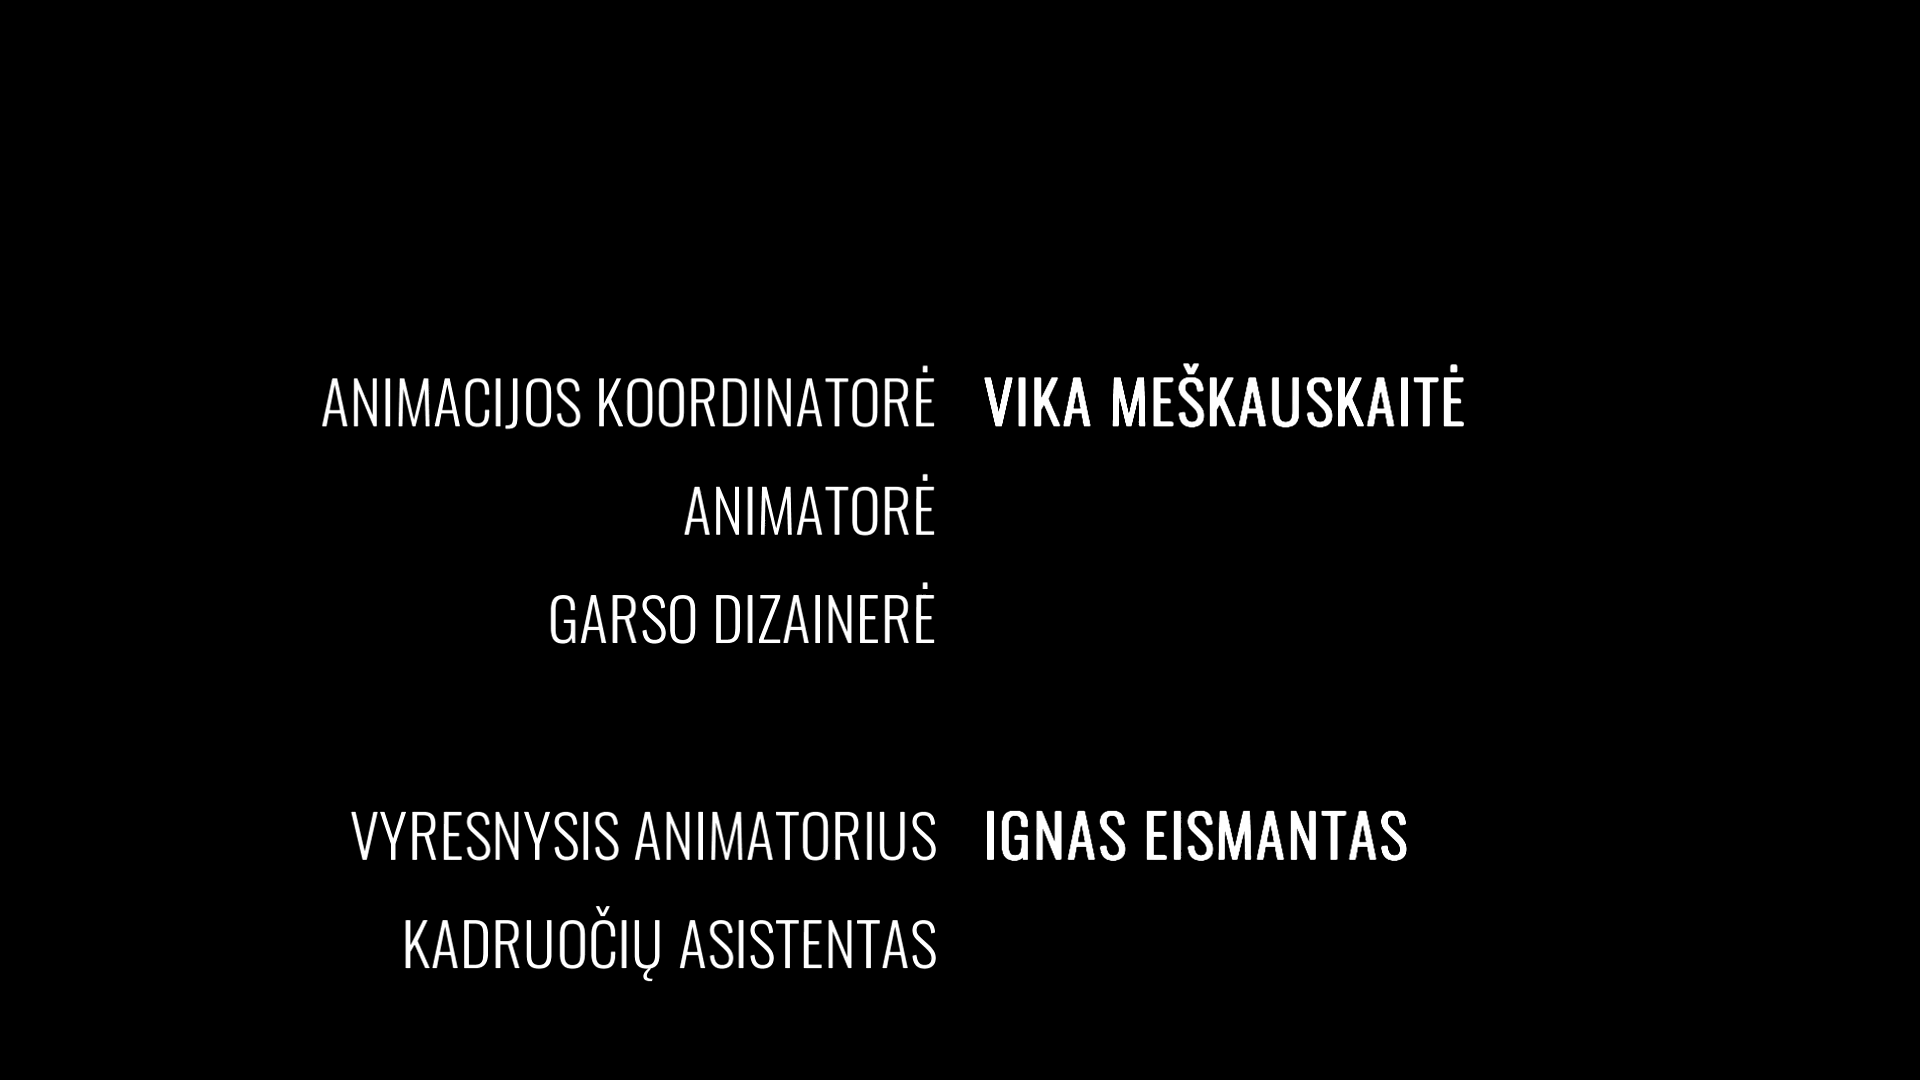 ANIMACIJOS KOORDINATORĖ VIKA MEŠKAUSKAITĖ
ANIMATORĖ
GARSO DIZAINERĖ
VYRESNYSIS ANIMATORIUS IGNAS EISMANTAS
KADRUOČIŲ ASISTENTAS